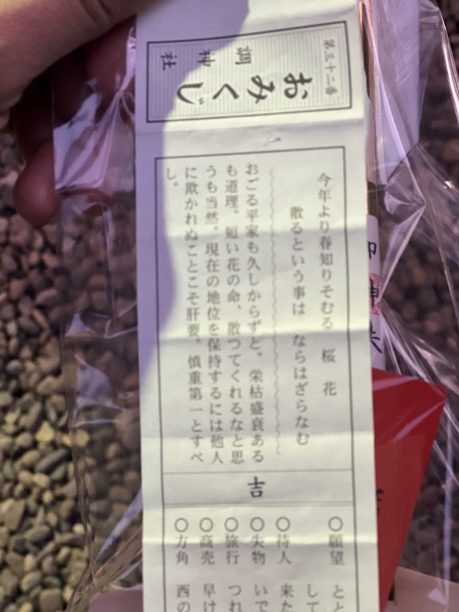 第三十二番
調神社
おみくじ
今年より春知りそむる 桜花
散るという事は ならはざらなむ
おごる平家も久しからずと。栄枯盛衰ある
も道理。短い花の命、散つてくれるなと思
うも当然。現在の地位を保持するには他人
に欺かれぬことこそ肝要。慎重第一とすべ
し。
吉
○願望 とと
して
○待人 来
○失物 いで
○旅行 つれ
○商売 早け
○方角 西の